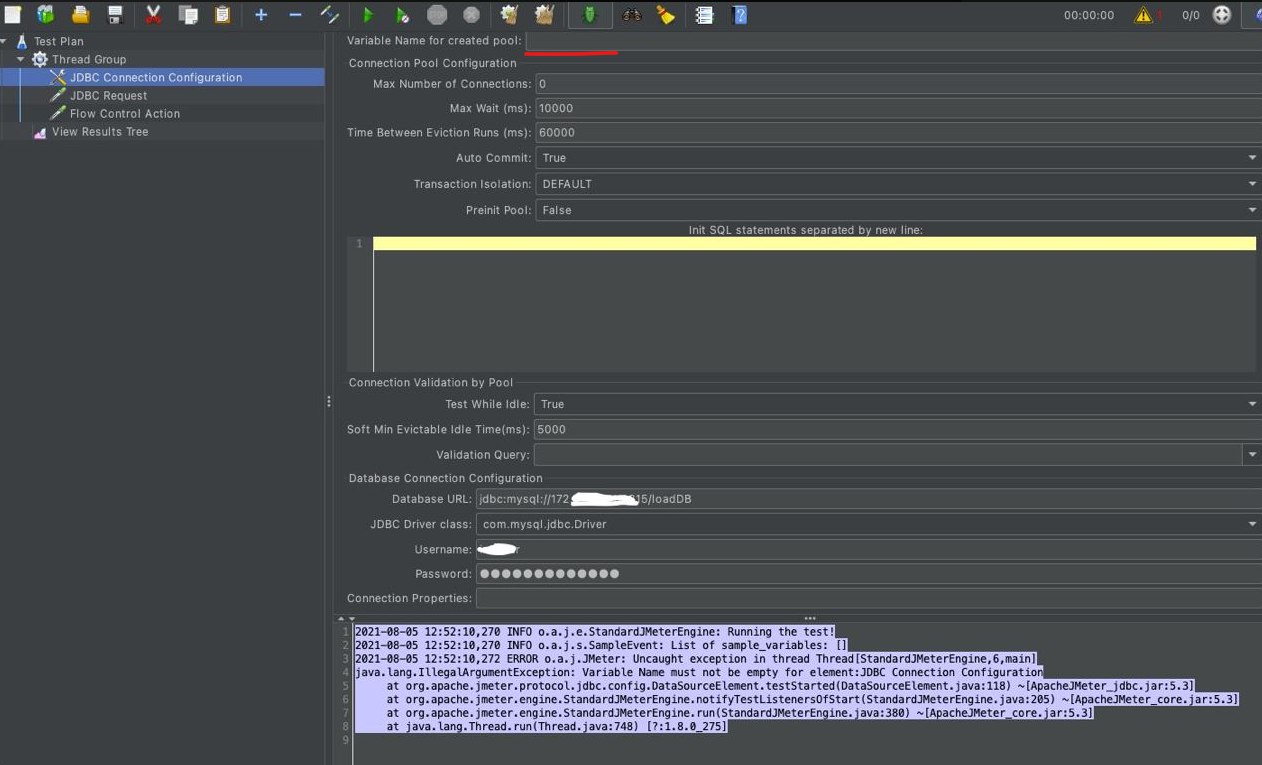 00:00:00
1
0/0
Test Plan
Thread Group
JDBC Connection Configuration
JDBC Request
Flow Control Action
View Results Tree
Variable Name for created pool:
Connection Pool Configuration
Max Number of Connections: 0
Max Wait (ms): 10000
Time Between Eviction Runs (ms): 60000
Auto Commit: True
Transaction Isolation: DEFAULT
Preinit Pool: False
Init SQL statements separated by new line:
1
Connection Validation by Pool
Test While Idle: True
Soft Min Evictable Idle Time(ms): 5000
Validation Query:
Database Connection Configuration
Database URL: jdbc:mysql://172. 15/loadDB
JDBC Driver class: com.mysql.jdbc.Driver
Username: r
Password: ●●●●●●●●●●●●●
Connection Properties:
1 2021-08-05 12:52:10,270 INFO o.a.j.e.StandardJMeterEngine: Running the test!
2 2021-08-05 12:52:10,270 INFO o.a.j.s.SampleEvent: List of sample_variables: []
3 2021-08-05 12:52:10,272 ERROR o.a.j.JMeter: Uncaught exception in thread Thread[StandardJMeterEngine,6,main]
4 java.lang.IllegalArgumentException: Variable Name must not be empty for element:JDBC Connection Configuration
5 at org.apache.jmeter.protocol.jdbc.config.DataSourceElement.testStarted(DataSourceElement.java:118) ~[ApacheJMeter_jdbc.jar:5.3]
6 at org.apache.jmeter.engine.StandardJMeterEngine.notifyTestListenersOfStart(StandardJMeterEngine.java:205) ~[ApacheJMeter_core.jar:5.3]
7 at org.apache.jmeter.engine.StandardJMeterEngine.run(StandardJMeterEngine.java:380) ~[ApacheJMeter_core.jar:5.3]
8 at java.lang.Thread.run(Thread.java:748) [?:1.8.0_275]
9